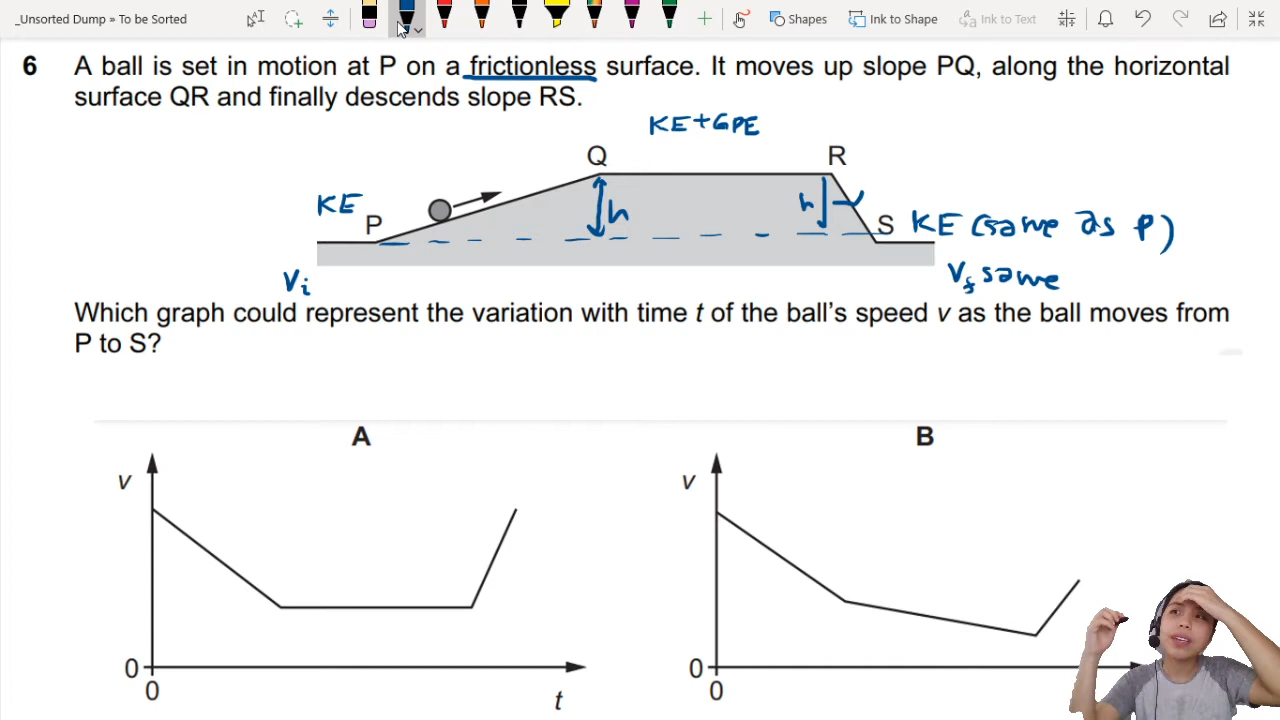 _Unsorted Dump » To be Sorted
Shapes
Ink to Shape
Ink to Text
6 A ball is set in motion at P on a frictionless surface. It moves up slope PQ, along the horizontal
surface QR and finally descends slope RS.
KE+GPE
Q
R
KE
P
h
h
S
KE (same as P)
Vi
Vf same
Which graph could represent the variation with time t of the ball's speed v as the ball moves from
P to S?
A
B
v
v
0
0
0
0
t